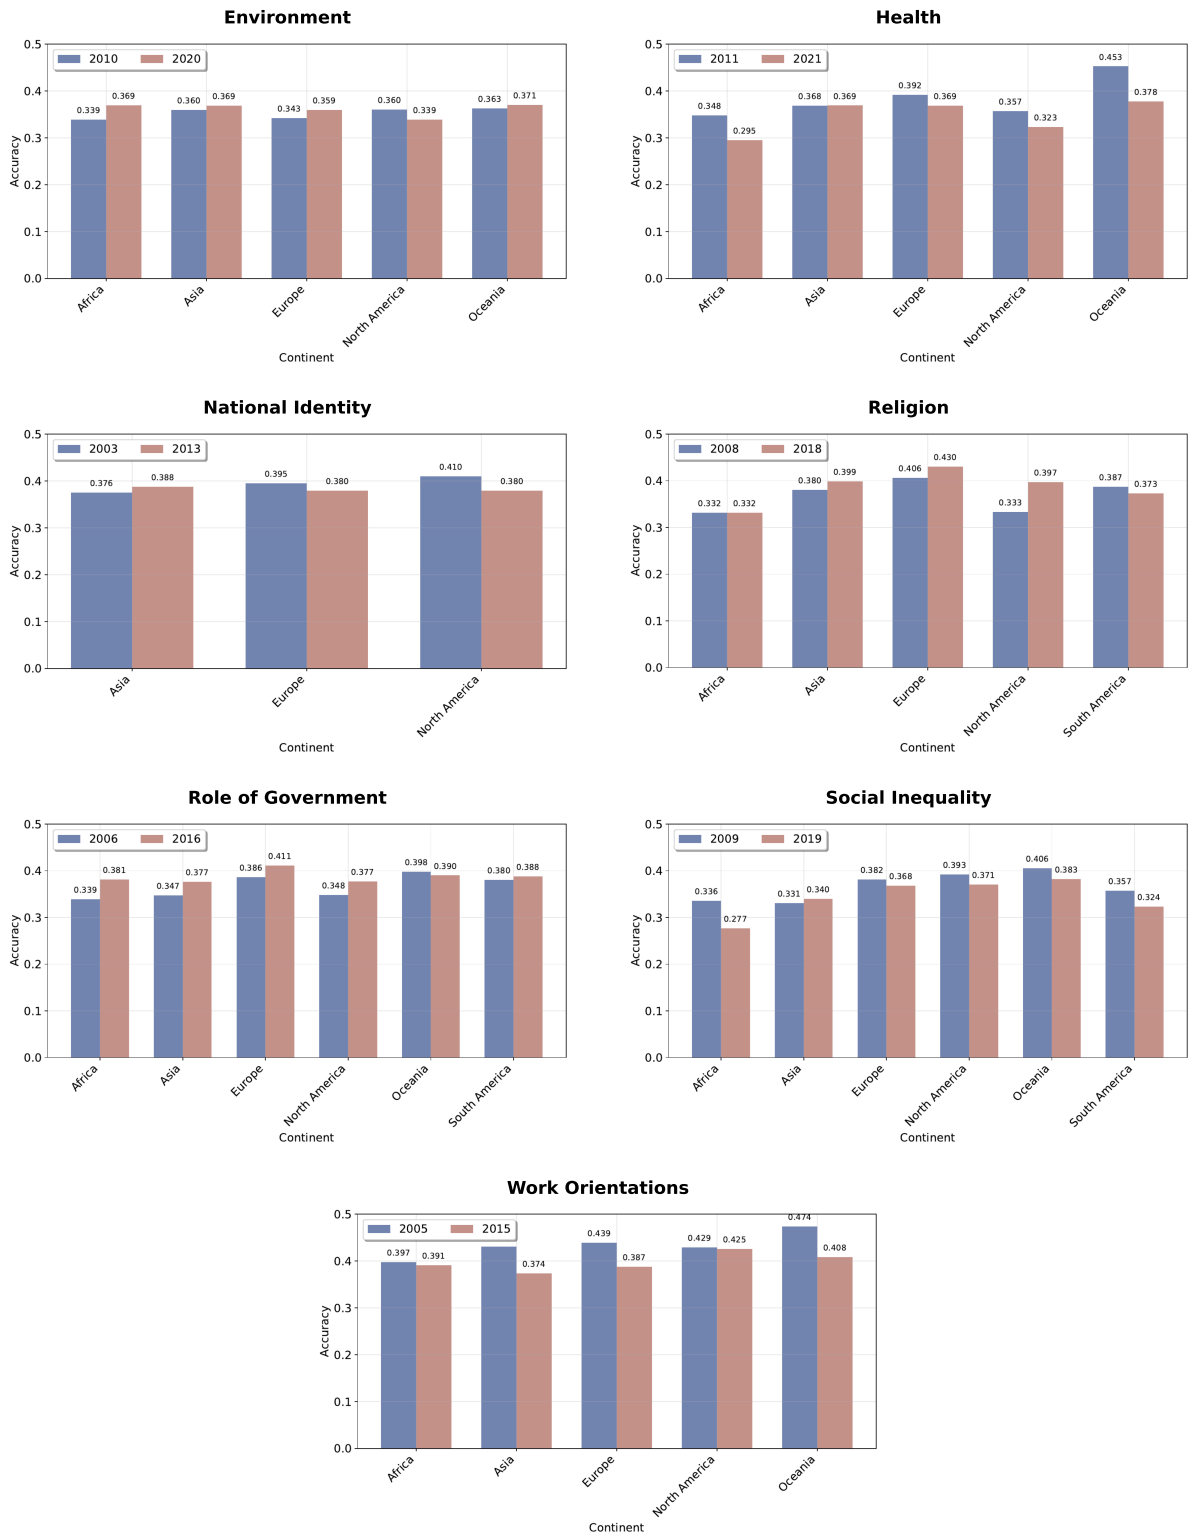 Environment
2010 2020
0.5
0.4
0.3
0.2
0.1
0.0
Accuracy
0.339 0.369 0.360 0.369 0.343 0.359 0.360 0.339 0.363 0.371
Africa Asia Europe North America Oceania
Continent
Health
2011 2021
0.5
0.4
0.3
0.2
0.1
0.0
Accuracy
0.348 0.295 0.368 0.369 0.392 0.369 0.357 0.323 0.453 0.378
Africa Asia Europe North America Oceania
Continent
National Identity
2003 2013
0.5
0.4
0.3
0.2
0.1
0.0
Accuracy
0.376 0.388 0.395 0.380 0.410 0.380
Asia Europe North America
Continent
Religion
2008 2018
0.5
0.4
0.3
0.2
0.1
0.0
Accuracy
0.332 0.332 0.380 0.399 0.406 0.430 0.333 0.397 0.387 0.373
Africa Asia Europe North America South America
Continent
Role of Government
2006 2016
0.5
0.4
0.3
0.2
0.1
0.0
Accuracy
0.339 0.381 0.347 0.377 0.386 0.411 0.348 0.377 0.398 0.390 0.380 0.388
Africa Asia Europe North America Oceania South America
Continent
Social Inequality
2009 2019
0.5
0.4
0.3
0.2
0.1
0.0
Accuracy
0.336 0.277 0.331 0.340 0.382 0.368 0.393 0.371 0.406 0.383 0.357 0.324
Africa Asia Europe North America Oceania South America
Continent
Work Orientations
2005 2015
0.5
0.4
0.3
0.2
0.1
0.0
Accuracy
0.397 0.391 0.374 0.439 0.387 0.429 0.425 0.474 0.408
Africa Asia Europe North America Oceania
Continent